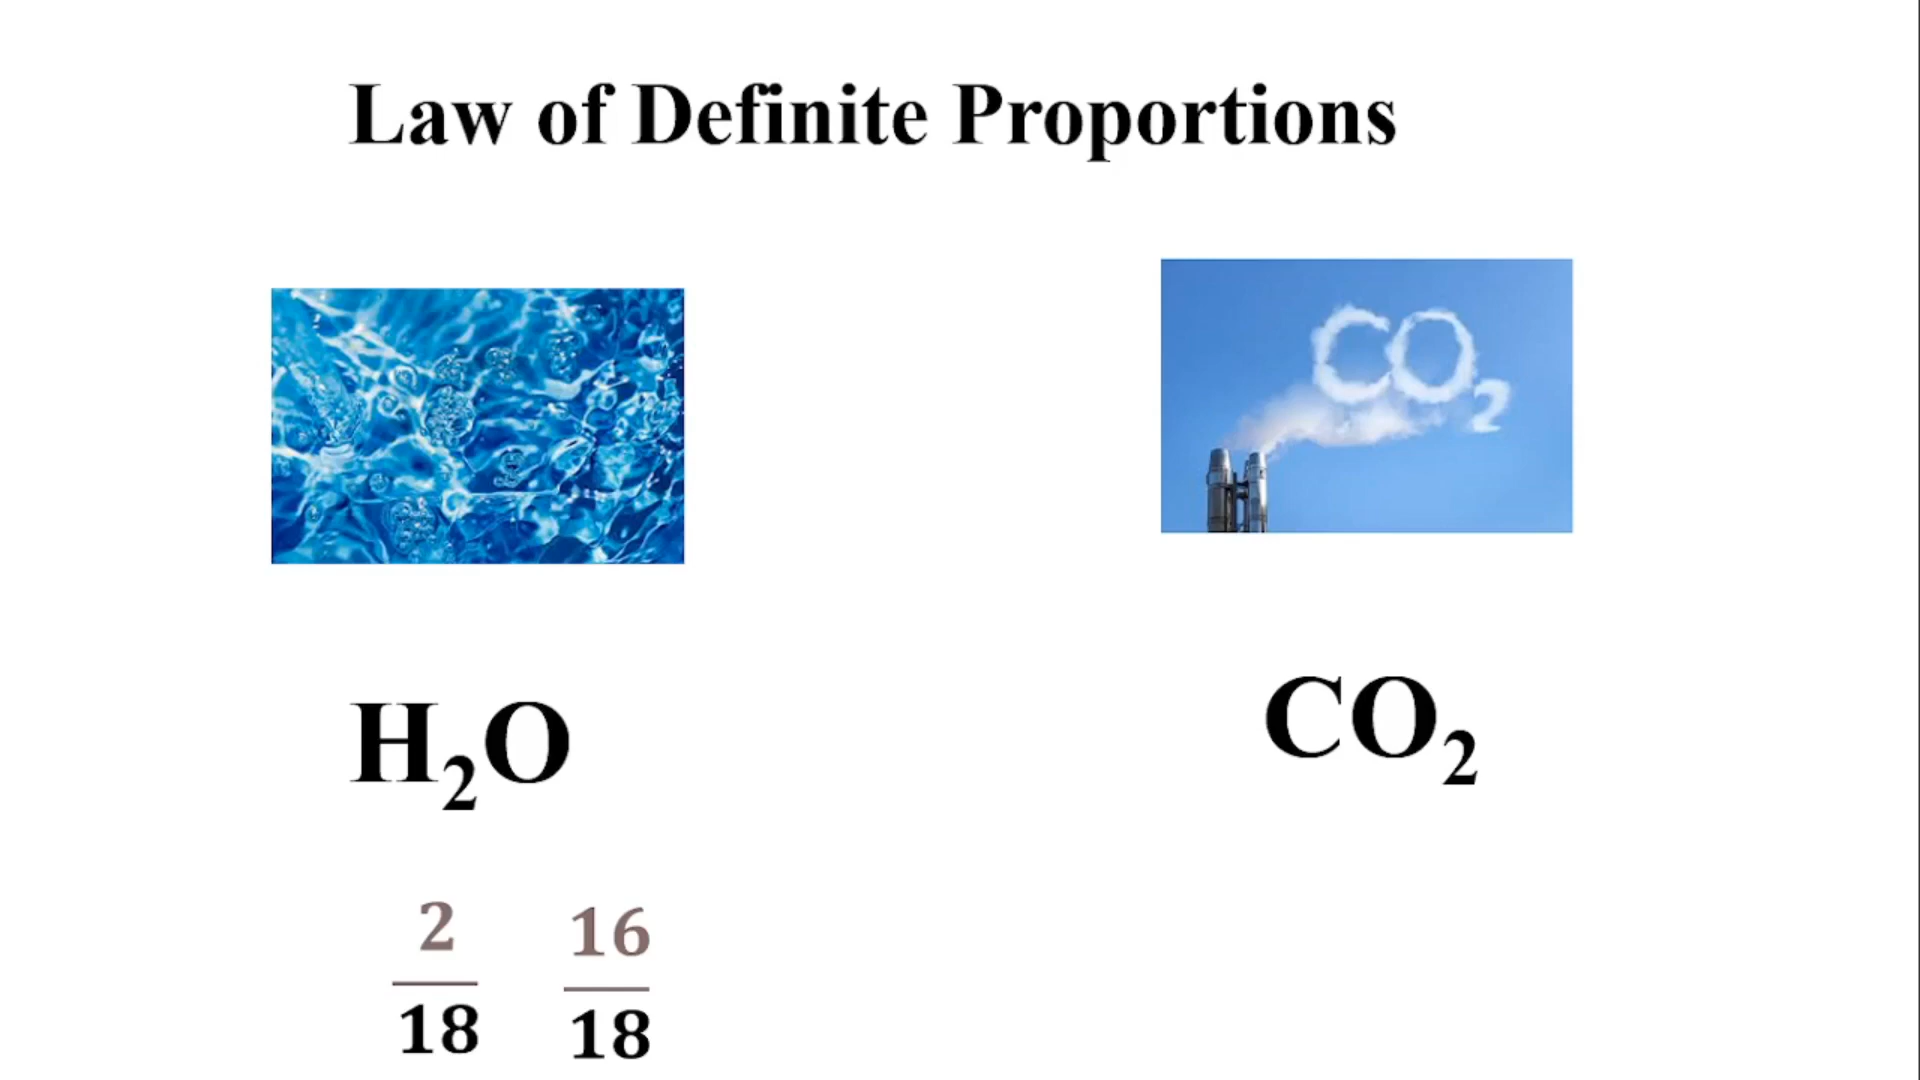 Law of Definite Proportions
CO₂
H₂O
CO₂
2 16
18 18